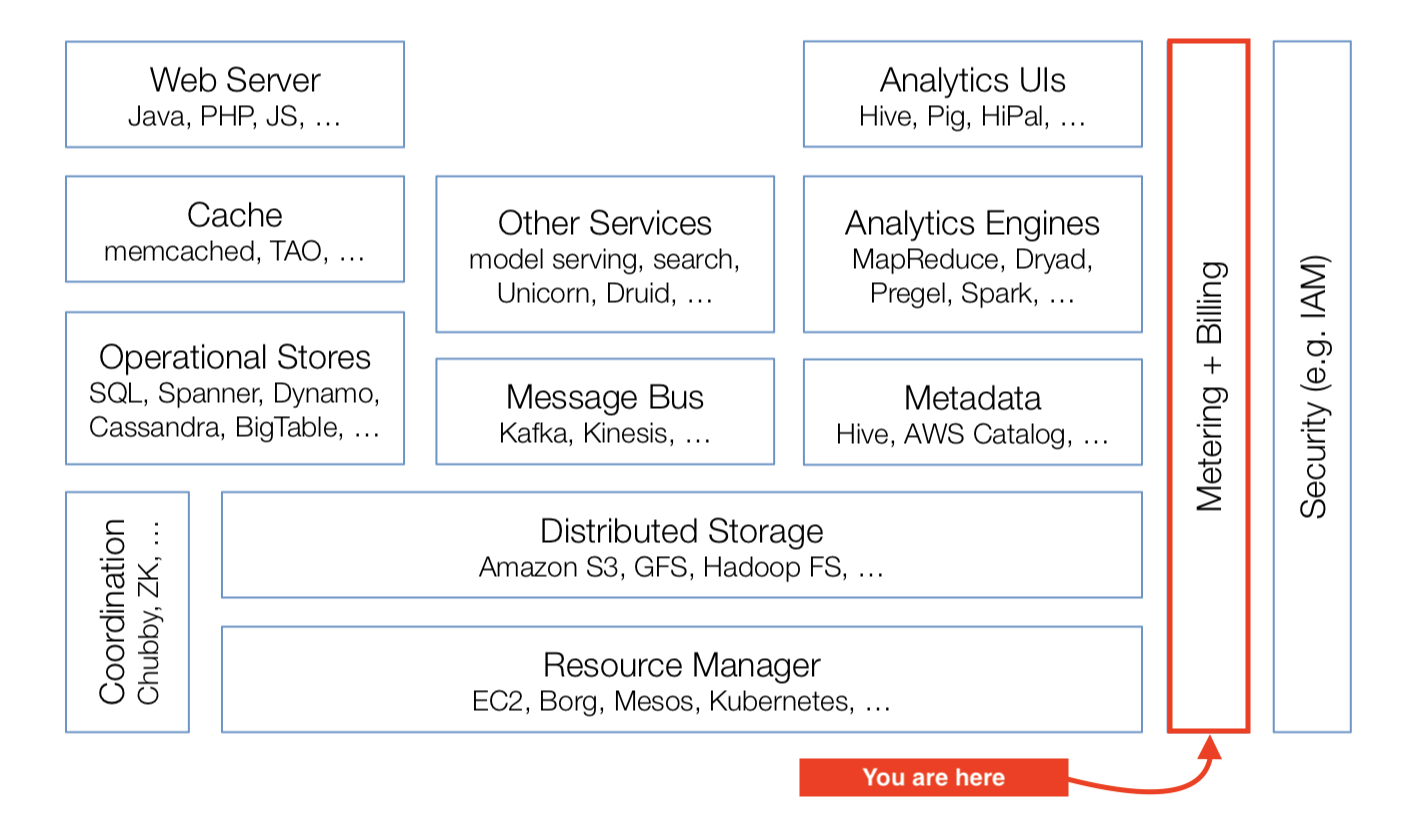 Web Server
Java, PHP, JS, …
Analytics UIs
Hive, Pig, HiPal, …
Cache
memcached, TAO, …
Other Services
model serving, search,
Unicorn, Druid, …
Analytics Engines
MapReduce, Dryad,
Pregel, Spark, …
Operational Stores
SQL, Spanner, Dynamo,
Cassandra, BigTable, …
Message Bus
Kafka, Kinesis, …
Metadata
Hive, AWS Catalog, …
Coordination
Chubby, ZK, …
Distributed Storage
Amazon S3, GFS, Hadoop FS, …
Resource Manager
EC2, Borg, Mesos, Kubernetes, …
Metering + Billing
Security (e.g. IAM)
You are here